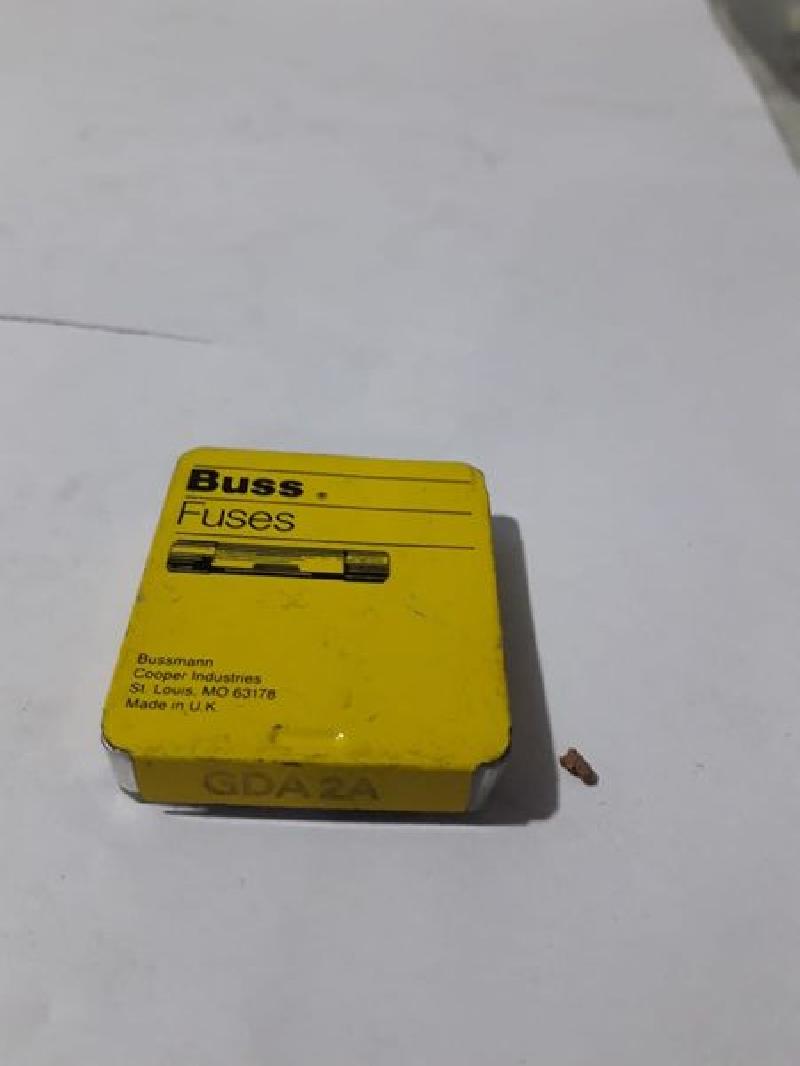 Buss ®
Fuses
Bussmann
Cooper Industries
St. Louis, MO 63178
Made in U.K.
GDA 2A